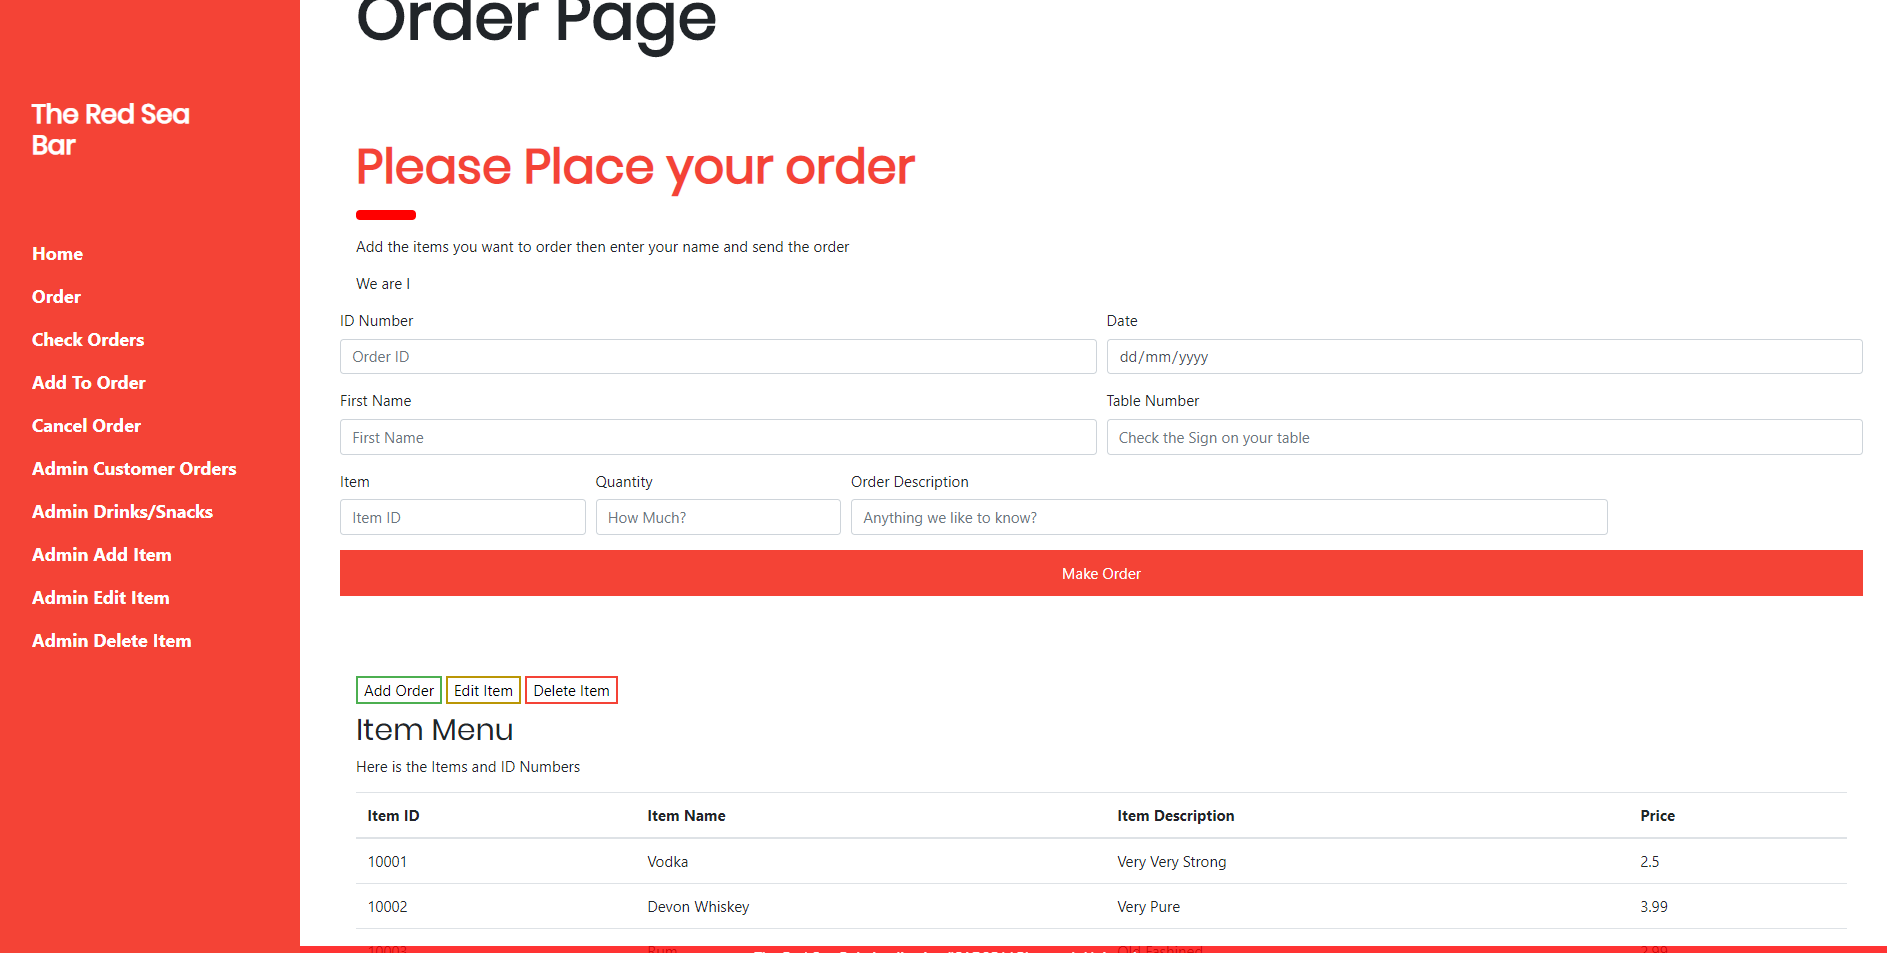 Order Page
The Red Sea
Bar
Home
Order
Check Orders
Add To Order
Cancel Order
Admin Customer Orders
Admin Drinks/Snacks
Admin Add Item
Admin Edit Item
Admin Delete Item
Please Place your order
Add the items you want to order then enter your name and send the order
We are I
ID Number Date
Order ID dd/mm/yyyy
First Name Table Number
First Name Check the Sign on your table
Item Quantity Order Description
Item ID How Much? Anything we like to know?
Make Order
Add Order Edit Item Delete Item
Item Menu
Here is the Items and ID Numbers
Item ID Item Name Item Description Price
10001 Vodka Very Very Strong 2.5
10002 Devon Whiskey Very Pure 3.99
10003 Rum Old Fashined 2.99